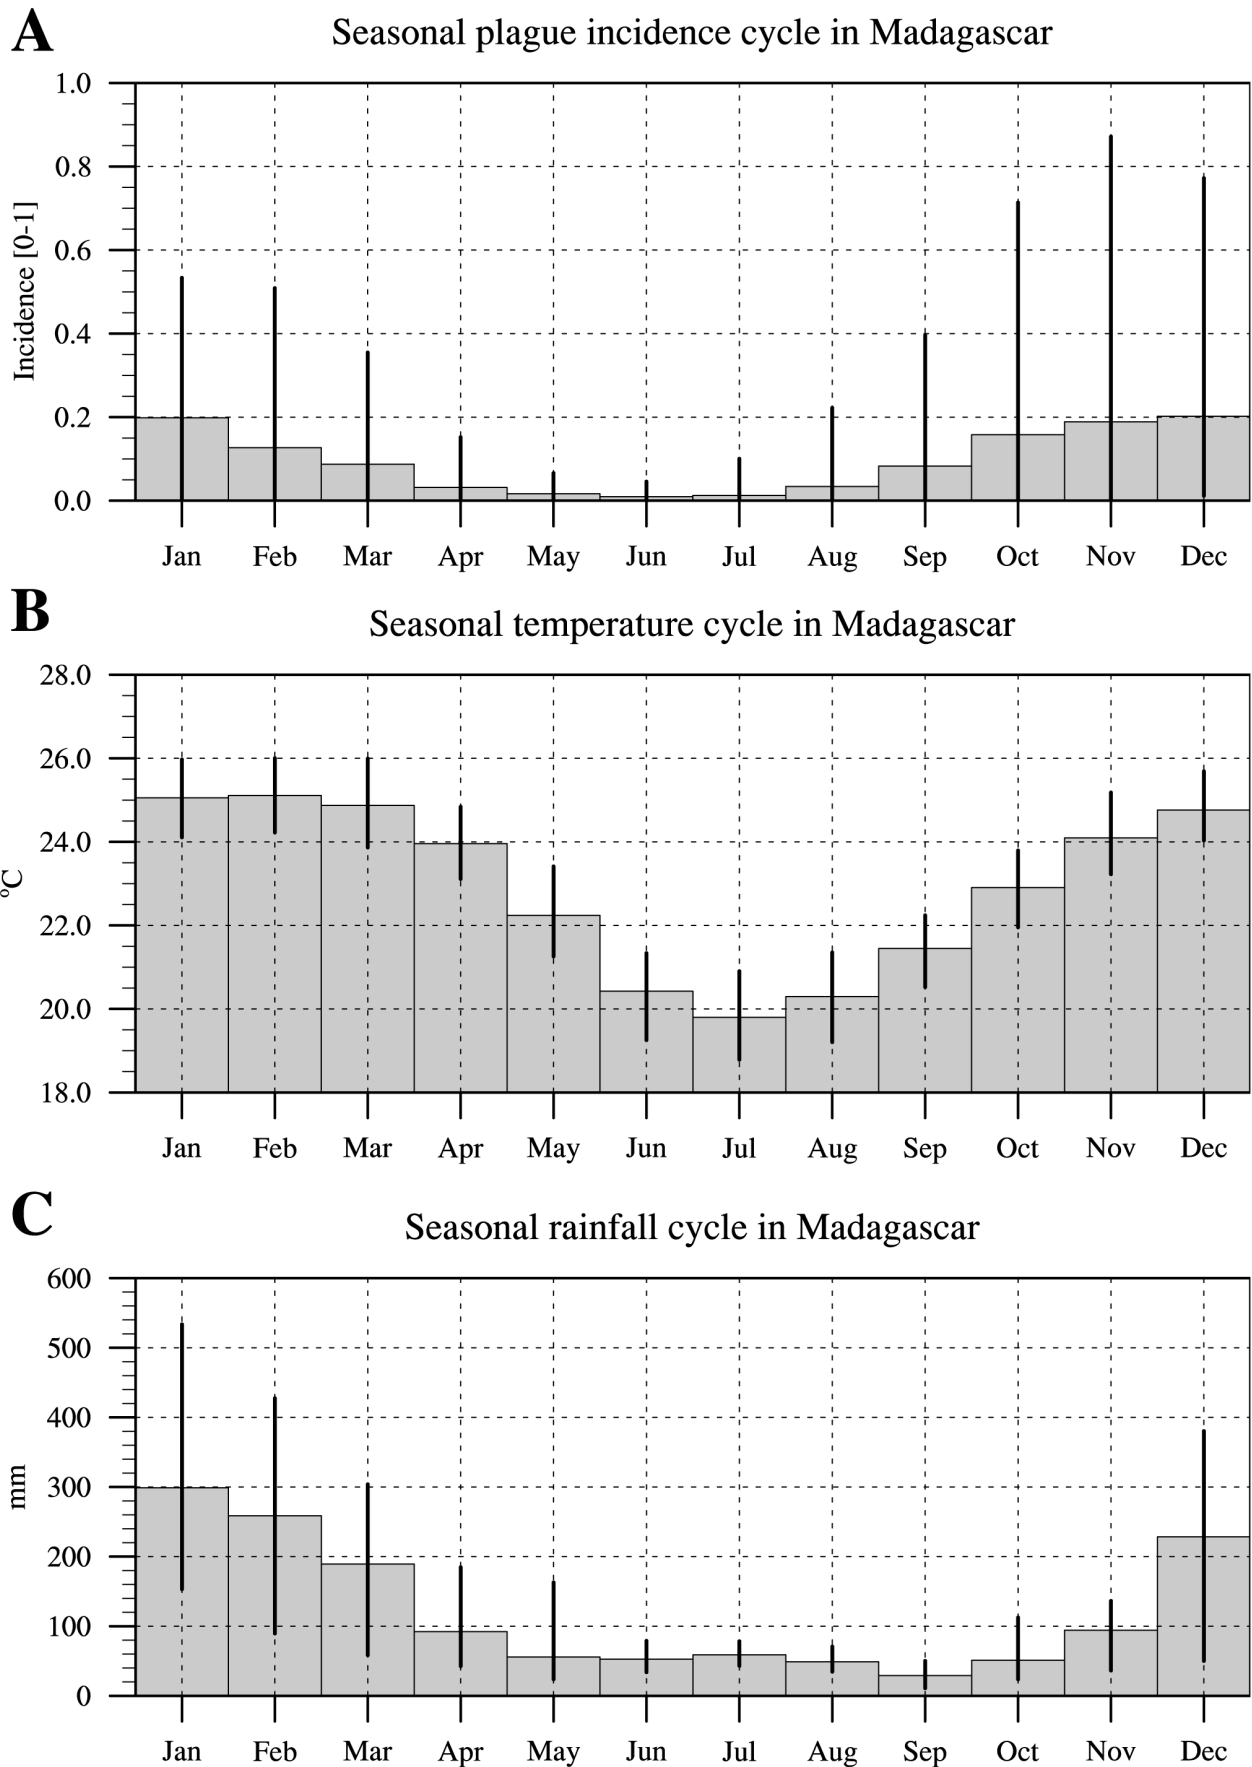 A
Seasonal plague incidence cycle in Madagascar
1.0
0.8
0.6
0.4
0.2
0.0
Incidence [0-1]
Jan Feb Mar Apr May Jun Jul Aug Sep Oct Nov Dec
B
Seasonal temperature cycle in Madagascar
28.0
26.0
24.0
22.0
20.0
18.0
ºC
Jan Feb Mar Apr May Jun Jul Aug Sep Oct Nov Dec
C
Seasonal rainfall cycle in Madagascar
600
500
400
300
200
100
0
mm
Jan Feb Mar Apr May Jun Jul Aug Sep Oct Nov Dec